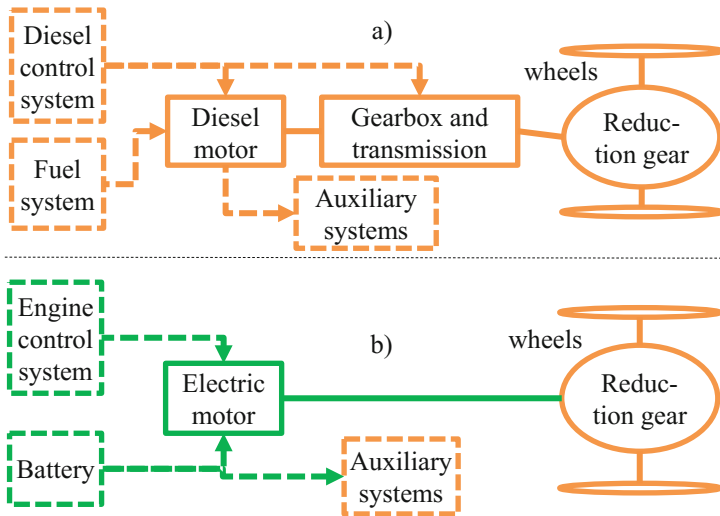 Diesel
control
system
a)
wheels
Diesel
motor
Gearbox and
transmission
Reduc-
tion gear
Fuel
system
Auxiliary
systems
Engine
control
system
b)
wheels
Electric
motor
Reduc-
tion gear
Battery
Auxiliary
systems